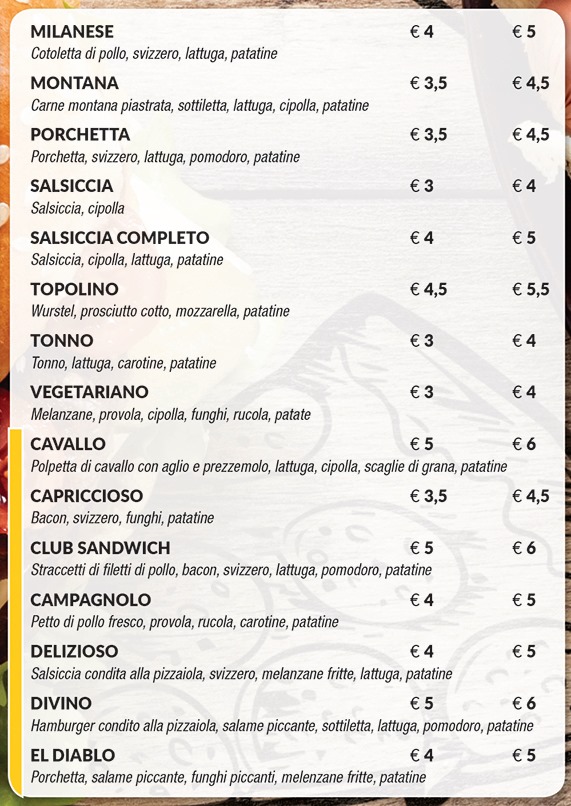 MILANESE € 4 € 5
Cotoletta di pollo, svizzero, lattuga, patatine
MONTANA € 3,5 € 4,5
Carne montana piastrata, sottiletta, lattuga, cipolla, patatine
PORCHETTA € 3,5 € 4,5
Porchetta, svizzero, lattuga, pomodoro, patatine
SALSICCIA € 3 € 4
Salsiccia, cipolla
SALSICCIA COMPLETO € 4 € 5
Salsiccia, cipolla, lattuga, patatine
TOPOLINO € 4,5 € 5,5
Wurstel, prosciutto cotto, mozzarella, patatine
TONNO € 3 € 4
Tonno, lattuga, carotine, patatine
VEGETARIANO € 3 € 4
Melanzane, provola, cipolla, funghi, rucola, patate
CAVALLO € 5 € 6
Polpetta di cavallo con aglio e prezzemolo, lattuga, cipolla, scaglie di grana, patatine
CAPRICCIOSO € 3,5 € 4,5
Bacon, svizzero, funghi, patatine
CLUB SANDWICH € 5 € 6
Straccetti di filetti di pollo, bacon, svizzero, lattuga, pomodoro, patatine
CAMPAGNOLO € 4 € 5
Petto di pollo fresco, provola, rucola, carotine, patatine
DELIZIOSO € 4 € 5
Salsiccia condita alla pizzaiola, svizzero, melanzane fritte, lattuga, patatine
DIVINO € 5 € 6
Hamburger condito alla pizzaiola, salame piccante, sottiletta, lattuga, pomodoro, patatine
EL DIABLO € 4 € 5
Porchetta, salame piccante, funghi piccanti, melenzane fritte, patatine